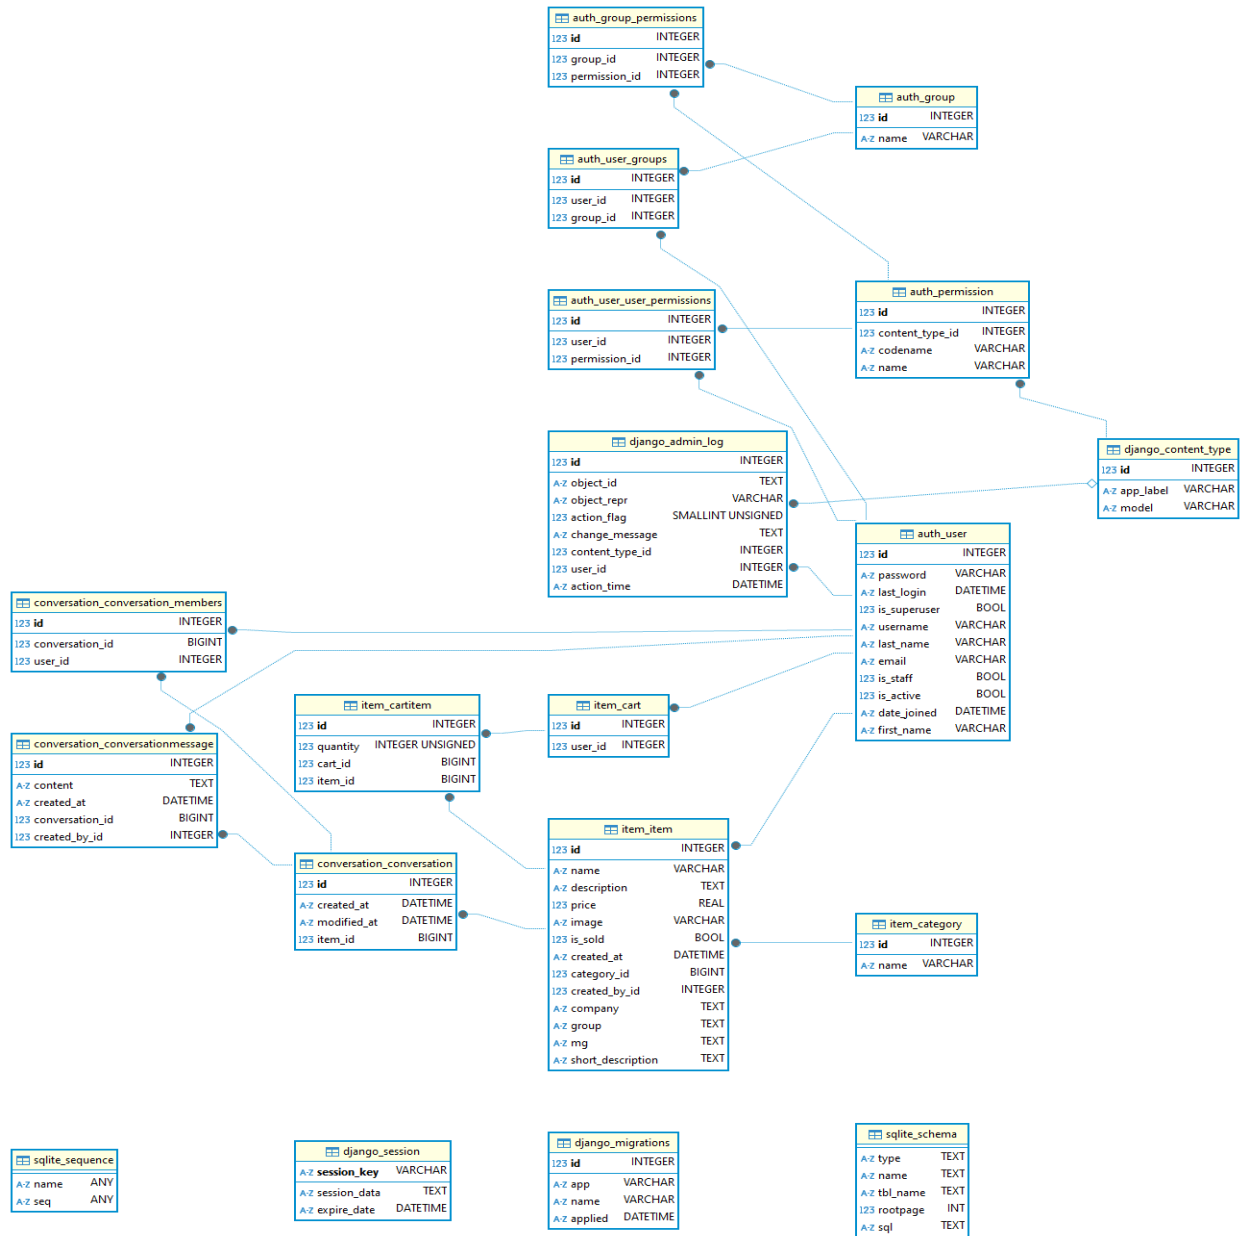 auth_group_permissions
123 id INTEGER
123 group_id INTEGER
123 permission_id INTEGER
auth_group
123 id INTEGER
A-Z name VARCHAR
auth_user_groups
123 id INTEGER
123 user_id INTEGER
123 group_id INTEGER
auth_user_user_permissions
123 id INTEGER
123 user_id INTEGER
123 permission_id INTEGER
auth_permission
123 id INTEGER
123 content_type_id INTEGER
A-Z codename VARCHAR
A-Z name VARCHAR
django_admin_log
123 id INTEGER
A-Z object_id TEXT
A-Z object_repr VARCHAR
123 action_flag SMALLINT UNSIGNED
A-Z change_message TEXT
123 content_type_id INTEGER
123 user_id INTEGER
A-Z action_time DATETIME
django_content_type
123 id INTEGER
A-Z app_label VARCHAR
A-Z model VARCHAR
auth_user
123 id INTEGER
A-Z password VARCHAR
A-Z last_login DATETIME
123 is_superuser BOOL
A-Z username VARCHAR
A-Z last_name VARCHAR
A-Z email VARCHAR
123 is_staff BOOL
123 is_active BOOL
A-Z date_joined DATETIME
A-Z first_name VARCHAR
conversation_conversation_members
123 id INTEGER
123 conversation_id BIGINT
123 user_id INTEGER
item_cartitem
123 id INTEGER
123 quantity INTEGER UNSIGNED
123 cart_id BIGINT
123 item_id BIGINT
item_cart
123 id INTEGER
123 user_id INTEGER
conversation_conversationmessage
123 id INTEGER
A-Z content TEXT
A-Z created_at DATETIME
123 conversation_id BIGINT
123 created_by_id INTEGER
conversation_conversation
123 id INTEGER
A-Z created_at DATETIME
A-Z modified_at DATETIME
123 item_id BIGINT
item_item
123 id INTEGER
A-Z name VARCHAR
A-Z description TEXT
123 price REAL
A-Z image VARCHAR
123 is_sold BOOL
A-Z created_at DATETIME
123 category_id BIGINT
123 created_by_id INTEGER
A-Z company TEXT
A-Z group TEXT
A-Z mg TEXT
A-Z short_description TEXT
item_category
123 id INTEGER
A-Z name VARCHAR
sqlite_sequence
A-Z name ANY
A-Z seq ANY
django_session
A-Z session_key VARCHAR
A-Z session_data TEXT
A-Z expire_date DATETIME
django_migrations
123 id INTEGER
A-Z app VARCHAR
A-Z name VARCHAR
A-Z applied DATETIME
sqlite_schema
A-Z type TEXT
A-Z name TEXT
A-Z tbl_name TEXT
123 rootpage INT
A-Z sql TEXT